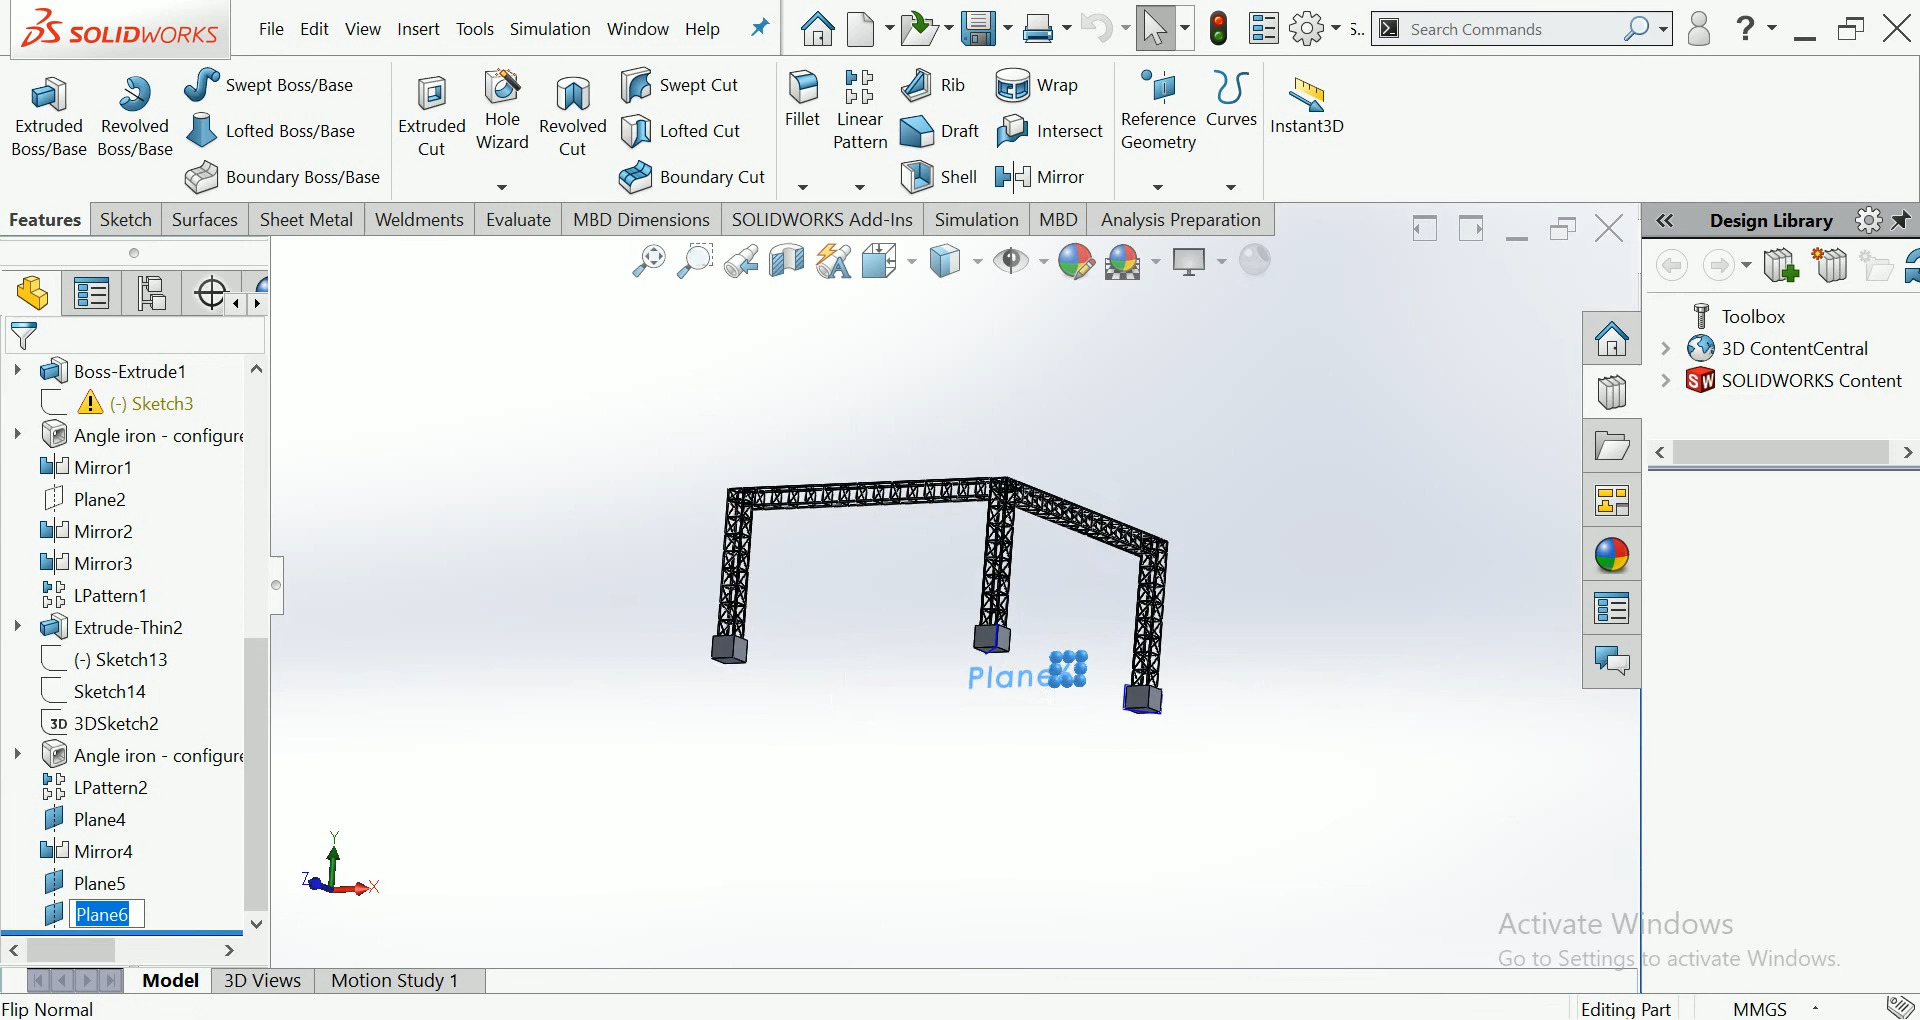 SOLIDWORKS File Edit View Insert Tools Simulation Window Help S.. Search Commands
Extruded Boss/Base
Revolved Boss/Base
Swept Boss/Base
Lofted Boss/Base
Boundary Boss/Base
Extruded Cut
Hole Wizard
Revolved Cut
Swept Cut
Lofted Cut
Boundary Cut
Fillet
Linear Pattern
Rib
Draft
Shell
Wrap
Intersect
Mirror
Reference Geometry
Curves
Instant3D
Features Sketch Surfaces Sheet Metal Weldments Evaluate MBD Dimensions SOLIDWORKS Add-Ins Simulation MBD Analysis Preparation
Design Library
Toolbox
3D ContentCentral
SOLIDWORKS Content
Boss-Extrude1
(-) Sketch3
Angle iron - configure
Mirror1
Plane2
Mirror2
Mirror3
LPattern1
Extrude-Thin2
(-) Sketch13
Sketch14
3D 3DSketch2
Angle iron - configure
LPattern2
Plane4
Mirror4
Plane5
Plane6
Y
Z
X
Activate Windows
Go to Settings to activate Windows.
Model 3D Views Motion Study 1
Flip Normal Editing Part MMGS